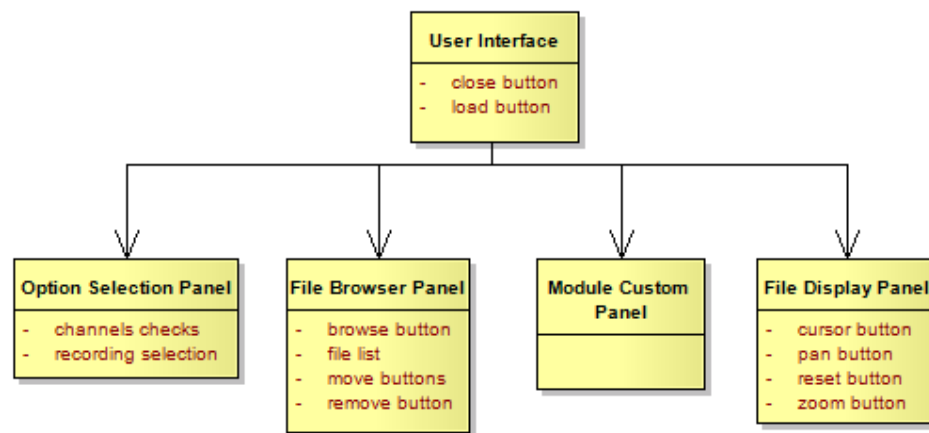 User Interface
- close button
- load button
Option Selection Panel
- channels checks
- recording selection
File Browser Panel
- browse button
- file list
- move buttons
- remove button
Module Custom
Panel
File Display Panel
- cursor button
- pan button
- reset button
- zoom button